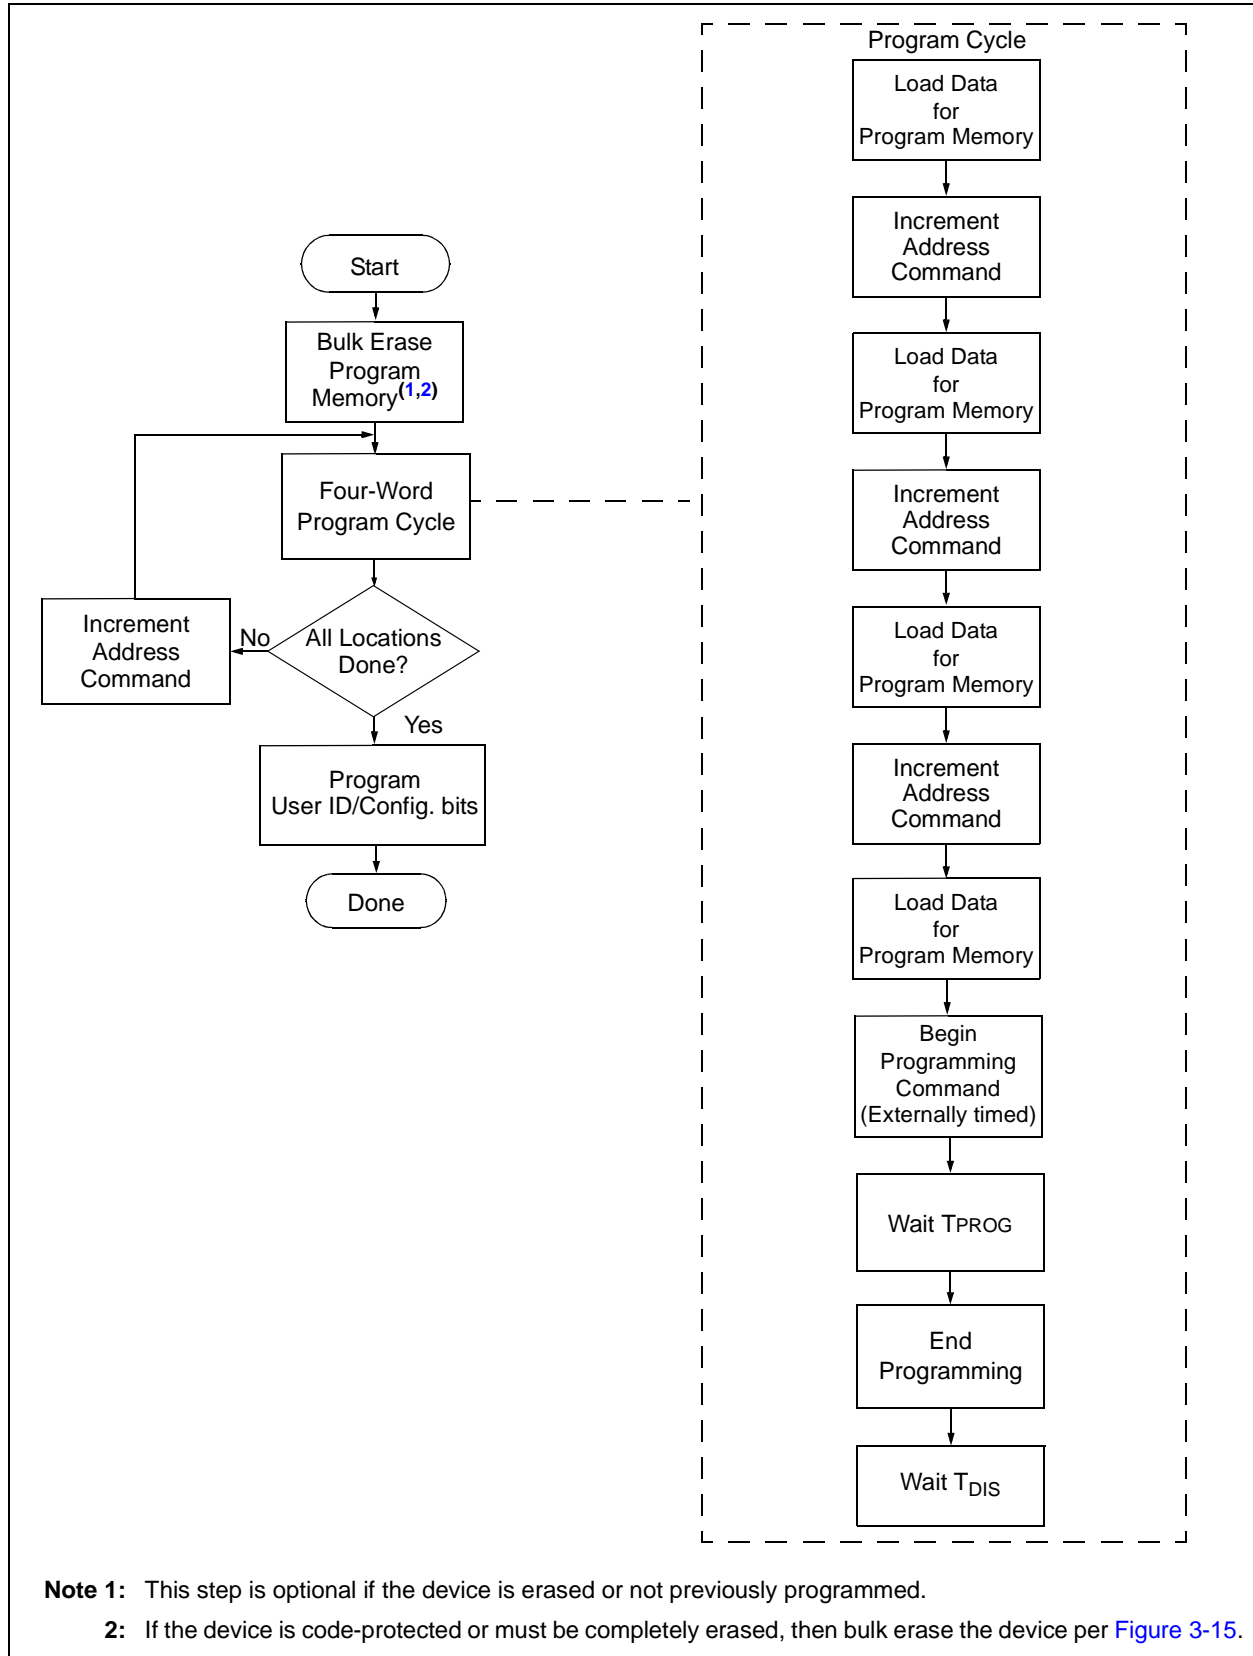 Start
Bulk Erase
Program
Memory(1,2)
Four-Word
Program Cycle
All Locations
Done?
No
Increment
Address
Command
Yes
Program
User ID/Config. bits
Done
Program Cycle
Load Data
for
Program Memory
Increment
Address
Command
Load Data
for
Program Memory
Increment
Address
Command
Load Data
for
Program Memory
Increment
Address
Command
Load Data
for
Program Memory
Begin
Programming
Command
(Externally timed)
Wait TPROG
End
Programming
Wait TDIS
Note 1: This step is optional if the device is erased or not previously programmed.
2: If the device is code-protected or must be completely erased, then bulk erase the device per Figure 3-15.